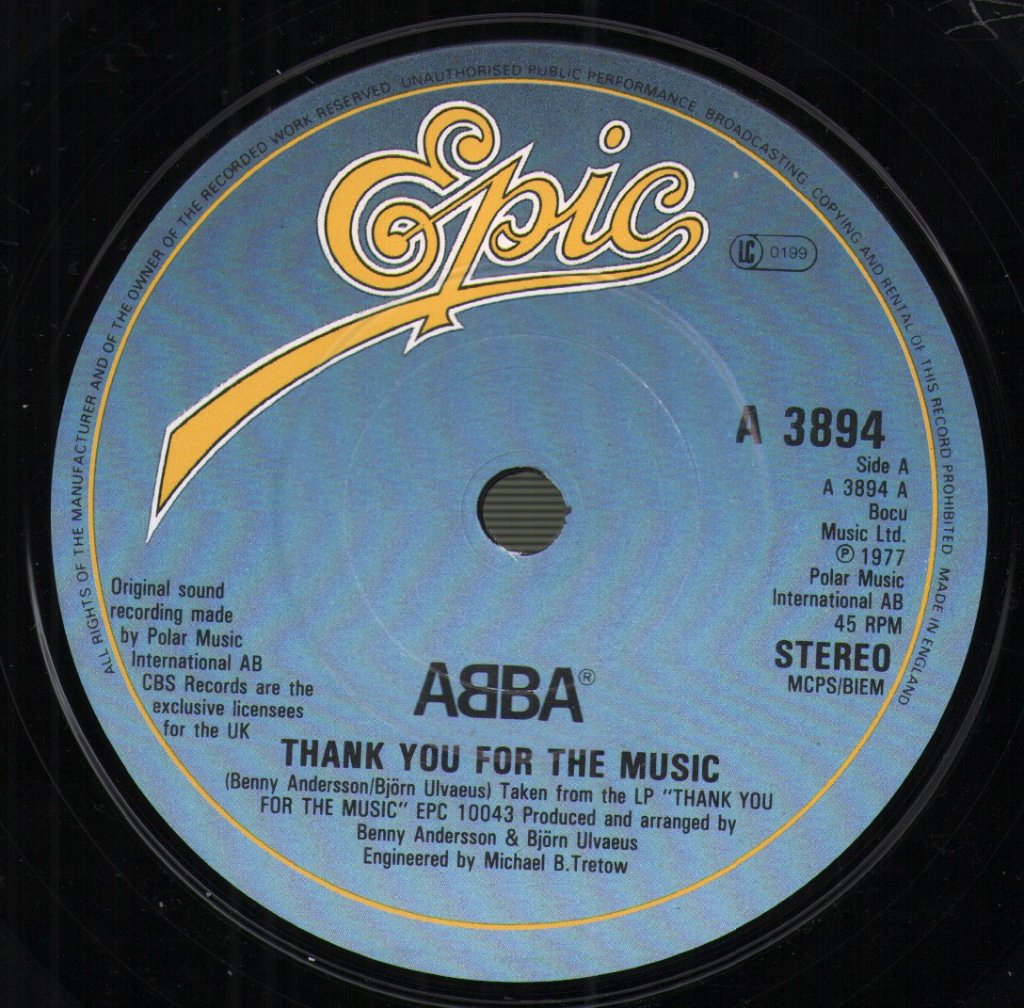 ALL RIGHTS OF THE MANUFACTURER AND OF THE OWNER OF THE RECORDED WORK RESERVED UNAUTHORISED PUBLIC PERFORMANCE BROADCASTING COPYING AND RENTAL OF THIS RECORD PROHIBITED MADE IN ENGLAND
Epic
LC 0199
A 3894
Side A
A 3894 A
Bocu
Music Ltd.
℗ 1977
Polar Music
International AB
45 RPM
STEREO
MCPS/BIEM
Original sound
recording made
by Polar Music
International AB
CBS Records are the
exclusive licensees
for the UK
ABBA®
THANK YOU FOR THE MUSIC
(Benny Andersson/Björn Ulvaeus) Taken from the LP "THANK YOU
FOR THE MUSIC" EPC 10043 Produced and arranged by
Benny Andersson & Björn Ulvaeus
Engineered by Michael B.Tretow